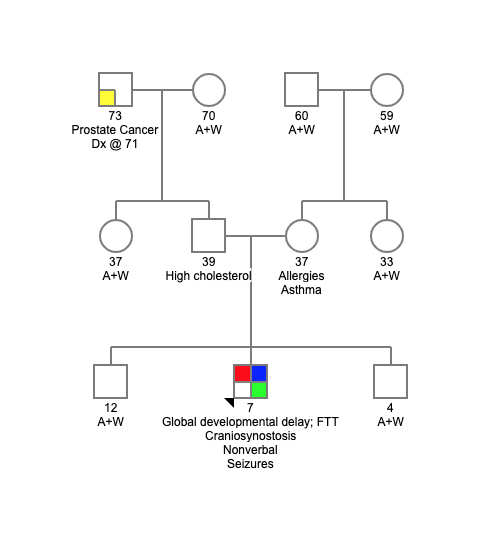 73
Prostate Cancer
Dx @ 71
70
A+W
60
A+W
59
A+W
37
A+W
39
High cholesterol
37
Allergies
Asthma
33
A+W
12
A+W
7
Global developmental delay; FTT
Craniosynostosis
Nonverbal
Seizures
4
A+W